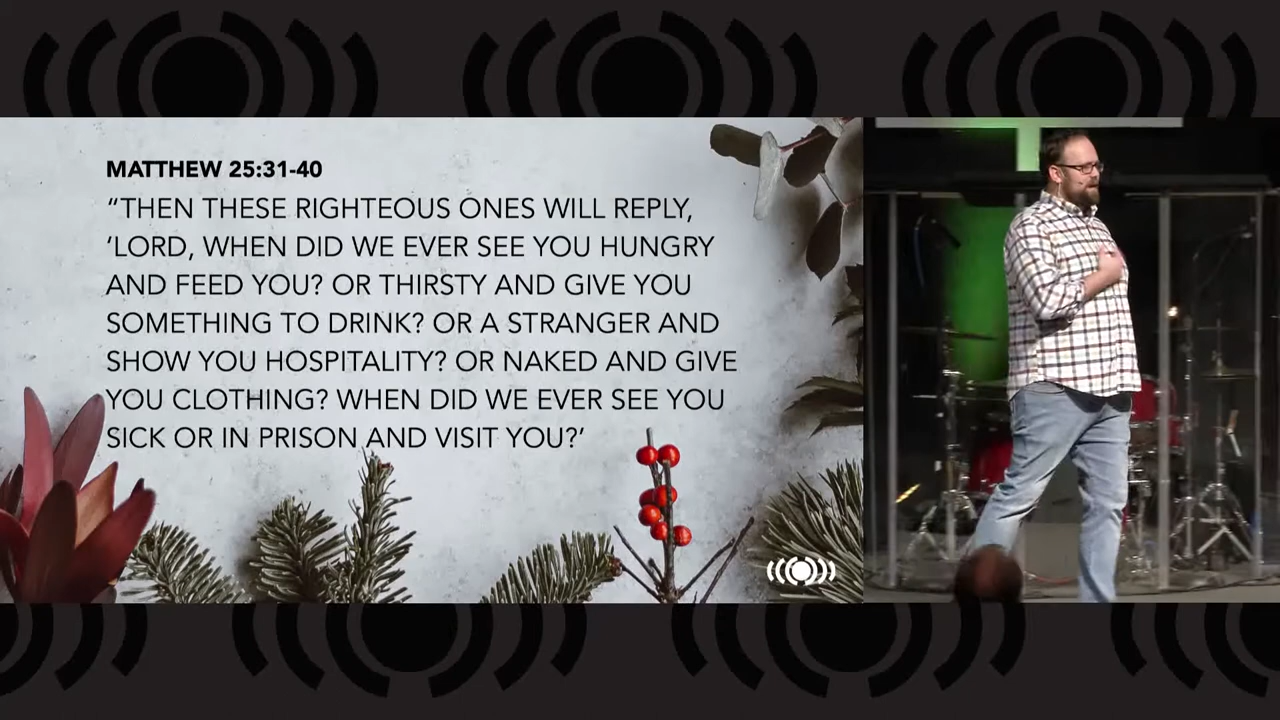 MATTHEW 25:31-40
“THEN THESE RIGHTEOUS ONES WILL REPLY,
‘LORD, WHEN DID WE EVER SEE YOU HUNGRY
AND FEED YOU? OR THIRSTY AND GIVE YOU
SOMETHING TO DRINK? OR A STRANGER AND
SHOW YOU HOSPITALITY? OR NAKED AND GIVE
YOU CLOTHING? WHEN DID WE EVER SEE YOU
SICK OR IN PRISON AND VISIT YOU?’